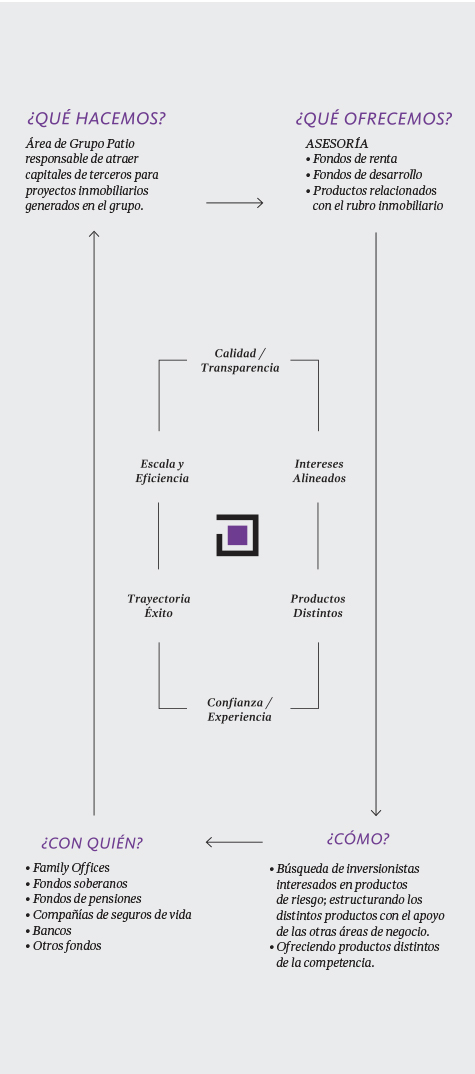 ¿QUÉ HACEMOS?
Área de Grupo Patio
responsable de atraer
capitales de terceros para
proyectos inmobiliarios
generados en el grupo.
¿QUÉ OFRECEMOS?
ASESORÍA
• Fondos de renta
• Fondos de desarrollo
• Productos relacionados
con el rubro inmobiliario
Calidad /
Transparencia
Escala y
Eficiencia
Intereses
Alineados
Trayectoria
Éxito
Productos
Distintos
Confianza /
Experiencia
¿CON QUIÉN?
• Family Offices
• Fondos soberanos
• Fondos de pensiones
• Compañías de seguros de vida
• Bancos
• Otros fondos
¿CÓMO?
• Búsqueda de inversionistas
interesados en productos
de riesgo; estructurando los
distintos productos con el apoyo
de las otras áreas de negocio.
• Ofreciendo productos distintos
de la competencia.